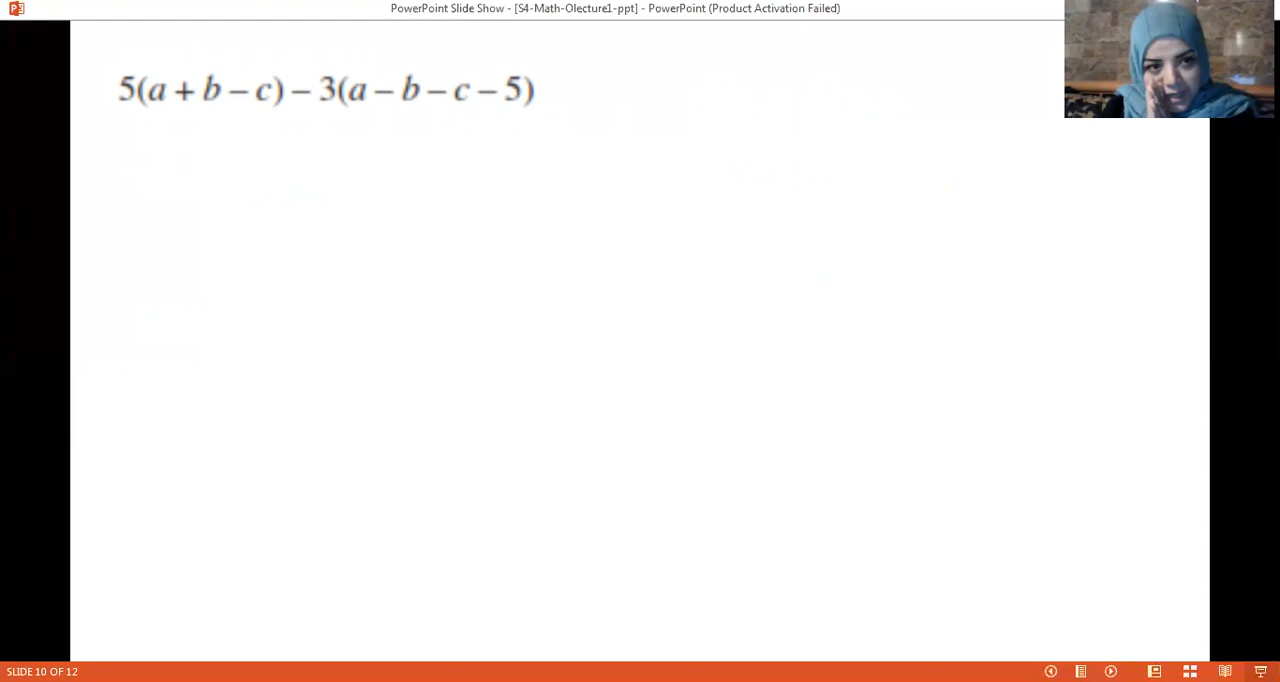 PowerPoint Slide Show - [S4-Math-Olecture1-ppt] - PowerPoint (Product Activation Failed)
5(a + b − c) − 3(a − b − c − 5)
SLIDE 10 OF 12